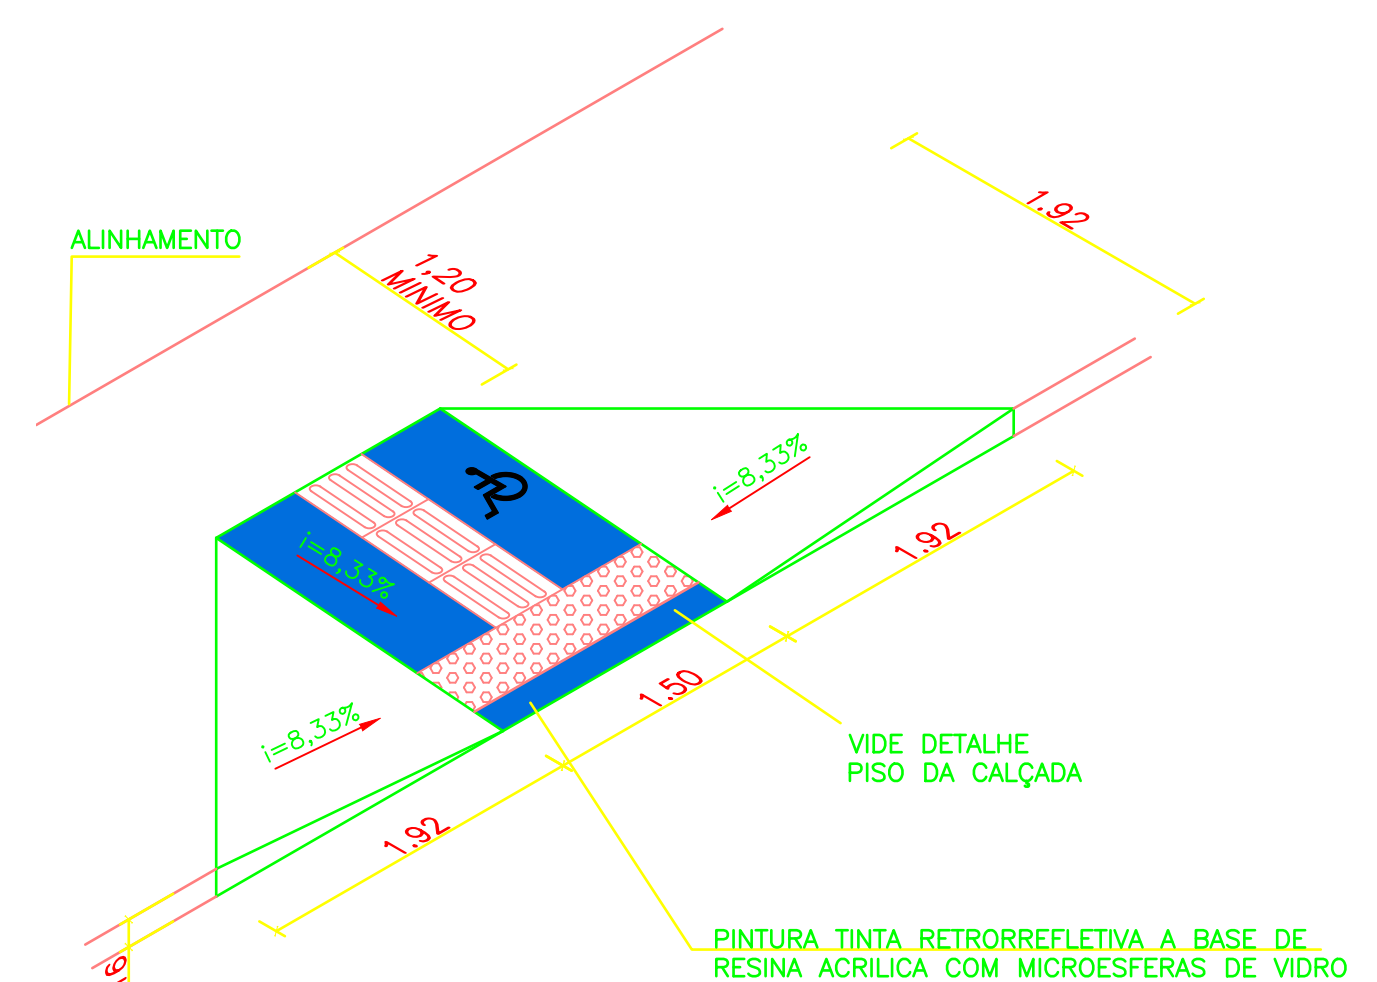 ALINHAMENTO
1,20
MINIMO
1.92
i=8,33%
i=8,33%
1.92
1.50
i=8,33%
VIDE DETALHE
PISO DA CALÇADA
1.92
PINTURA TINTA RETRORREFLETIVA A BASE DE
RESINA ACRILICA COM MICROESFERAS DE VIDRO